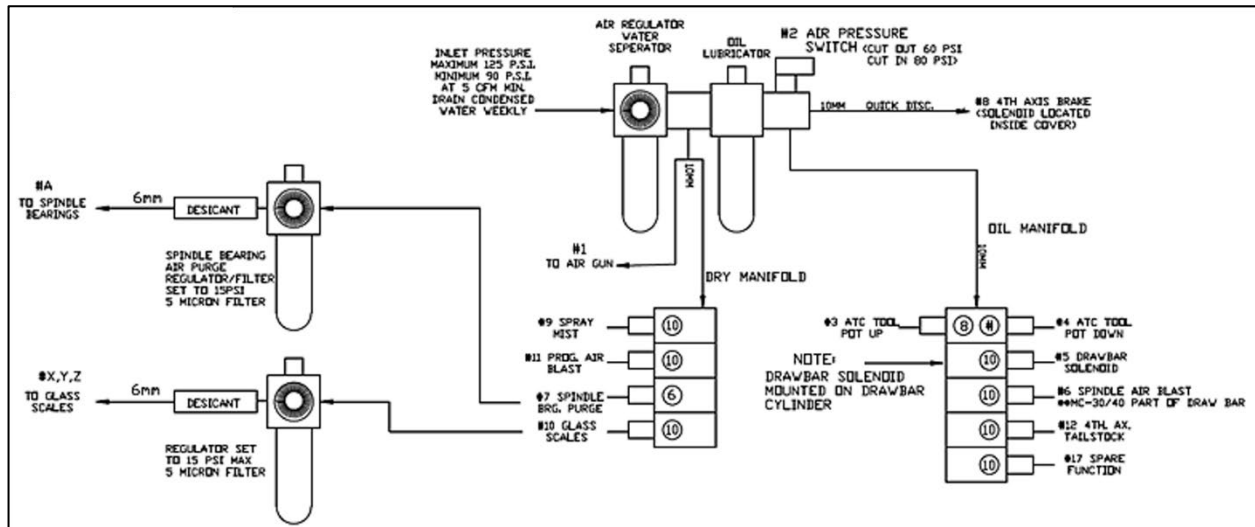 AIR REGULATOR
WATER
SEPERATOR
OIL
LUBRICATOR
#2 AIR PRESSURE
SWITCH (CUT OUT 60 PSI
CUT IN 80 PSI)
INLET PRESSURE
MAXIMUM 125 P.S.I.
MINIMUM 90 P.S.I.
AT 5 CFM MIN.
DRAIN CONDENSED
WATER WEEKLY
10MM QUICK DISC.
#8 4TH AXIS BRAKE
(SOLENOID LOCATED
INSIDE COVER)
#A
TO SPINDLE
BEARINGS
6mm
DESICANT
SPINDLE BEARING
AIR PURGE
REGULATOR/FILTER
SET TO 15PSI
5 MICRON FILTER
10MM
#1
TO AIR GUN
DRY MANIFOLD
OIL MANIFOLD
10MM
#9 SPRAY
MIST
10
#11 PROG. AIR
BLAST
10
#7 SPINDLE
BRG. PURGE
6
#10 GLASS
SCALES
10
#3 ATC TOOL
POT UP
8 #
#4 ATC TOOL
POT DOWN
NOTE:
DRAWBAR SOLENOID
MOUNTED ON DRAWBAR
CYLINDER
10
#5 DRAWBAR
SOLENOID
10
#6 SPINDLE AIR BLAST
**MC-30/40 PART OF DRAW BAR
10
#12 4TH. AX.
TAILSTOCK
10
#17 SPARE
FUNCTION
#X,Y,Z
TO GLASS
SCALES
6mm
DESICANT
REGULATOR SET
TO 15 PSI MAX
5 MICRON FILTER